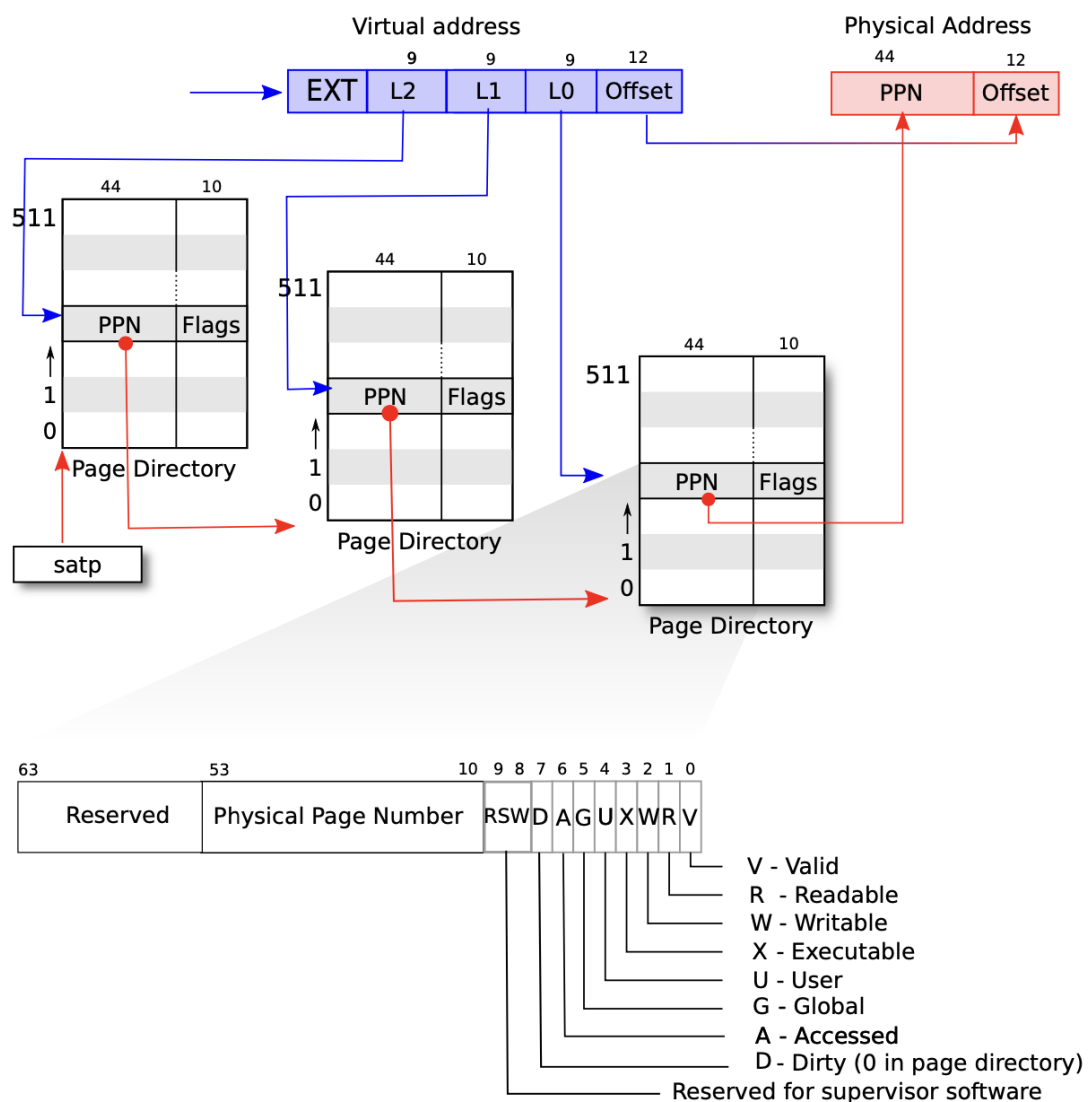 Virtual address
Physical Address
9 9 9 12
44 12
EXT L2 L1 L0 Offset
PPN Offset
44 10
511
PPN Flags
1
0
Page Directory
satp
44 10
511
PPN Flags
1
0
Page Directory
44 10
511
PPN Flags
1
0
Page Directory
63 53 10 9 8 7 6 5 4 3 2 1 0
Reserved Physical Page Number RSW D A G U X W R V
V - Valid
R - Readable
W - Writable
X - Executable
U - User
G - Global
A - Accessed
D - Dirty (0 in page directory)
Reserved for supervisor software